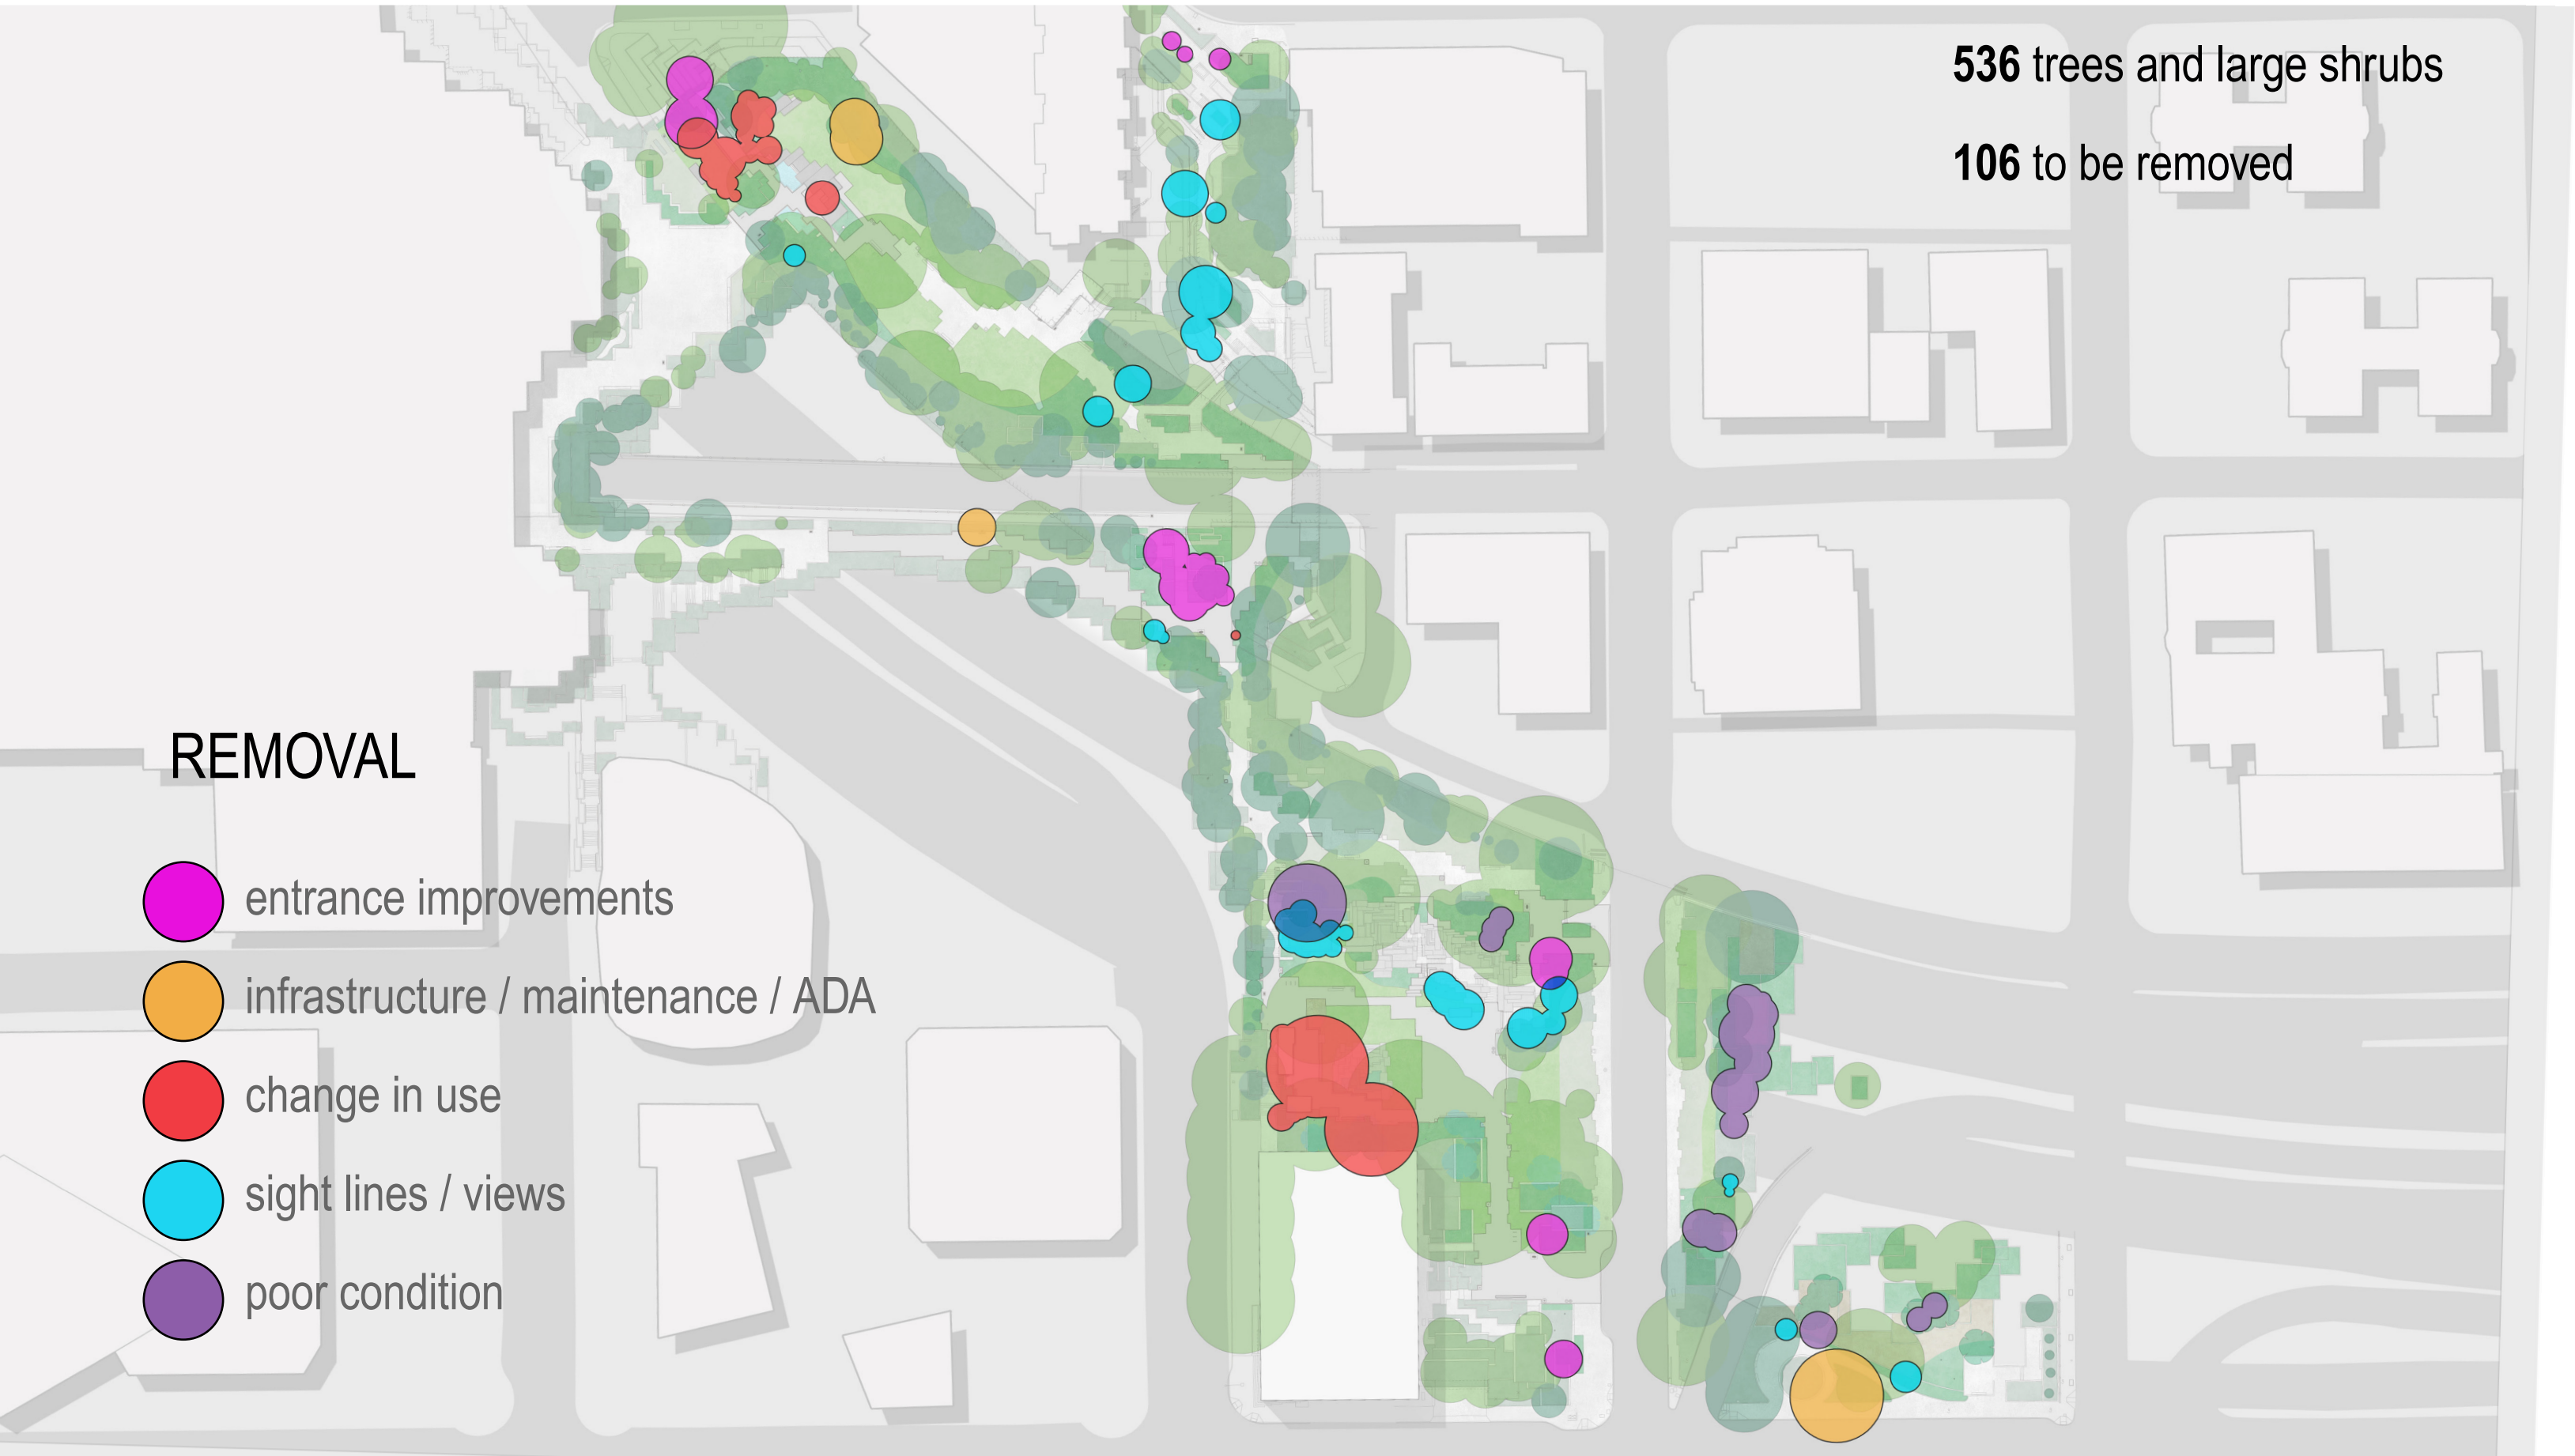 536 trees and large shrubs
106 to be removed
REMOVAL
entrance improvements
infrastructure / maintenance / ADA
change in use
sight lines / views
poor condition